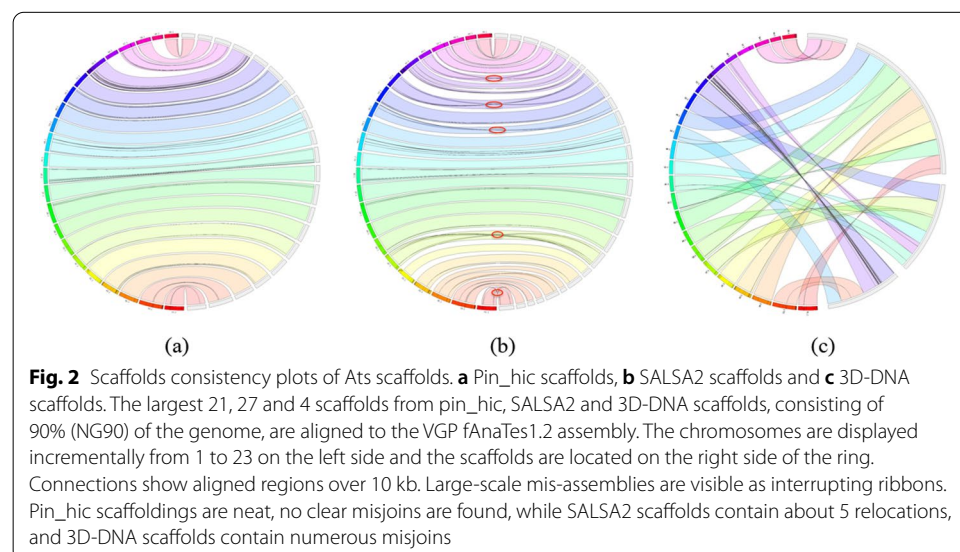 (a)
(b)
(c)
Fig. 2 Scaffolds consistency plots of Ats scaffolds. a Pin_hic scaffolds, b SALSA2 scaffolds and c 3D-DNA
scaffolds. The largest 21, 27 and 4 scaffolds from pin_hic, SALSA2 and 3D-DNA scaffolds, consisting of
90% (NG90) of the genome, are aligned to the VGP fAnaTes1.2 assembly. The chromosomes are displayed
incrementally from 1 to 23 on the left side and the scaffolds are located on the right side of the ring.
Connections show aligned regions over 10 kb. Large-scale mis-assemblies are visible as interrupting ribbons.
Pin_hic scaffoldings are neat, no clear misjoins are found, while SALSA2 scaffolds contain about 5 relocations,
and 3D-DNA scaffolds contain numerous misjoins